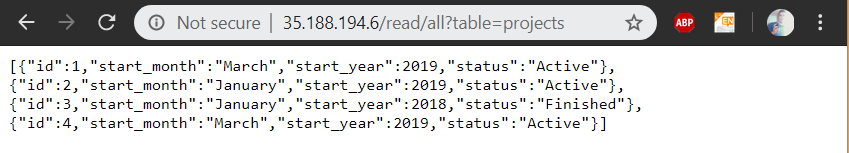 Not secure | 35.188.194.6/read/all?table=projects ABP EN
[{"id":1,"start_month":"March","start_year":2019,"status":"Active"},
{"id":2,"start_month":"January","start_year":2019,"status":"Active"},
{"id":3,"start_month":"January","start_year":2018,"status":"Finished"},
{"id":4,"start_month":"March","start_year":2019,"status":"Active"}]